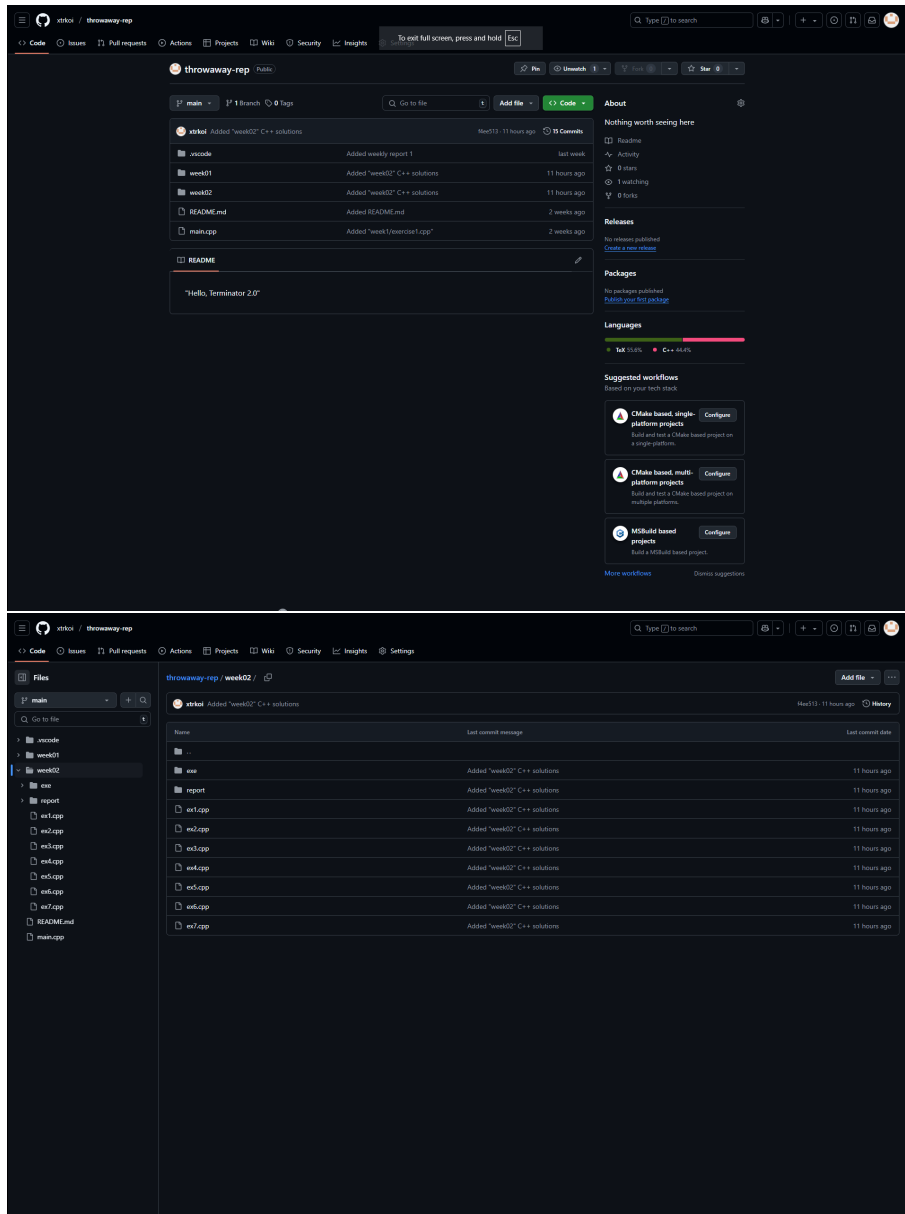 xtrkoi / throwaway-rep
Type / to search
Code Issues Pull requests Actions Projects Wiki Security Insights Settings
To exit full screen, press and hold Esc
throwaway-rep Public
Pin Unwatch 1 Fork 0 Star 0
main 1 Branch 0 Tags Go to file t Add file Code
xtrkoi Added "week02" C++ solutions 14ee513 · 11 hours ago 15 Commits
.vscode Added weekly report 1 last week
week01 Added "week02" C++ solutions 11 hours ago
week02 Added "week02" C++ solutions 11 hours ago
README.md Added README.md 2 weeks ago
main.cpp Added "week1/exercise1.cpp" 2 weeks ago
README
"Hello, Terminator 2.0"
About
Nothing worth seeing here
Readme
Activity
0 stars
1 watching
0 forks
Releases
No releases published
Create a new release
Packages
No packages published
Publish your first package
Languages
TeX 55.6% C++ 44.4%
Suggested workflows
Based on your tech stack
CMake based, single-
platform projects
Configure
Build and test a CMake based project on
a single-platform.
CMake based, multi-
platform projects
Configure
Build and test a CMake based project on
multiple platforms.
MSBuild based
projects
Configure
Build a MSBuild based project.
More workflows Dismiss suggestions
xtrkoi / throwaway-rep
Type / to search
Code Issues Pull requests Actions Projects Wiki Security Insights Settings
Files
main
Go to file t
.vscode
week01
week02
exe
report
ex1.cpp
ex2.cpp
ex3.cpp
ex4.cpp
ex5.cpp
ex6.cpp
ex7.cpp
README.md
main.cpp
throwaway-rep / week02 /
Add file
xtrkoi Added "week02" C++ solutions 14ee513 · 11 hours ago History
Name Last commit message Last commit date
..
exe Added "week02" C++ solutions 11 hours ago
report Added "week02" C++ solutions 11 hours ago
ex1.cpp Added "week02" C++ solutions 11 hours ago
ex2.cpp Added "week02" C++ solutions 11 hours ago
ex3.cpp Added "week02" C++ solutions 11 hours ago
ex4.cpp Added "week02" C++ solutions 11 hours ago
ex5.cpp Added "week02" C++ solutions 11 hours ago
ex6.cpp Added "week02" C++ solutions 11 hours ago
ex7.cpp Added "week02" C++ solutions 11 hours ago